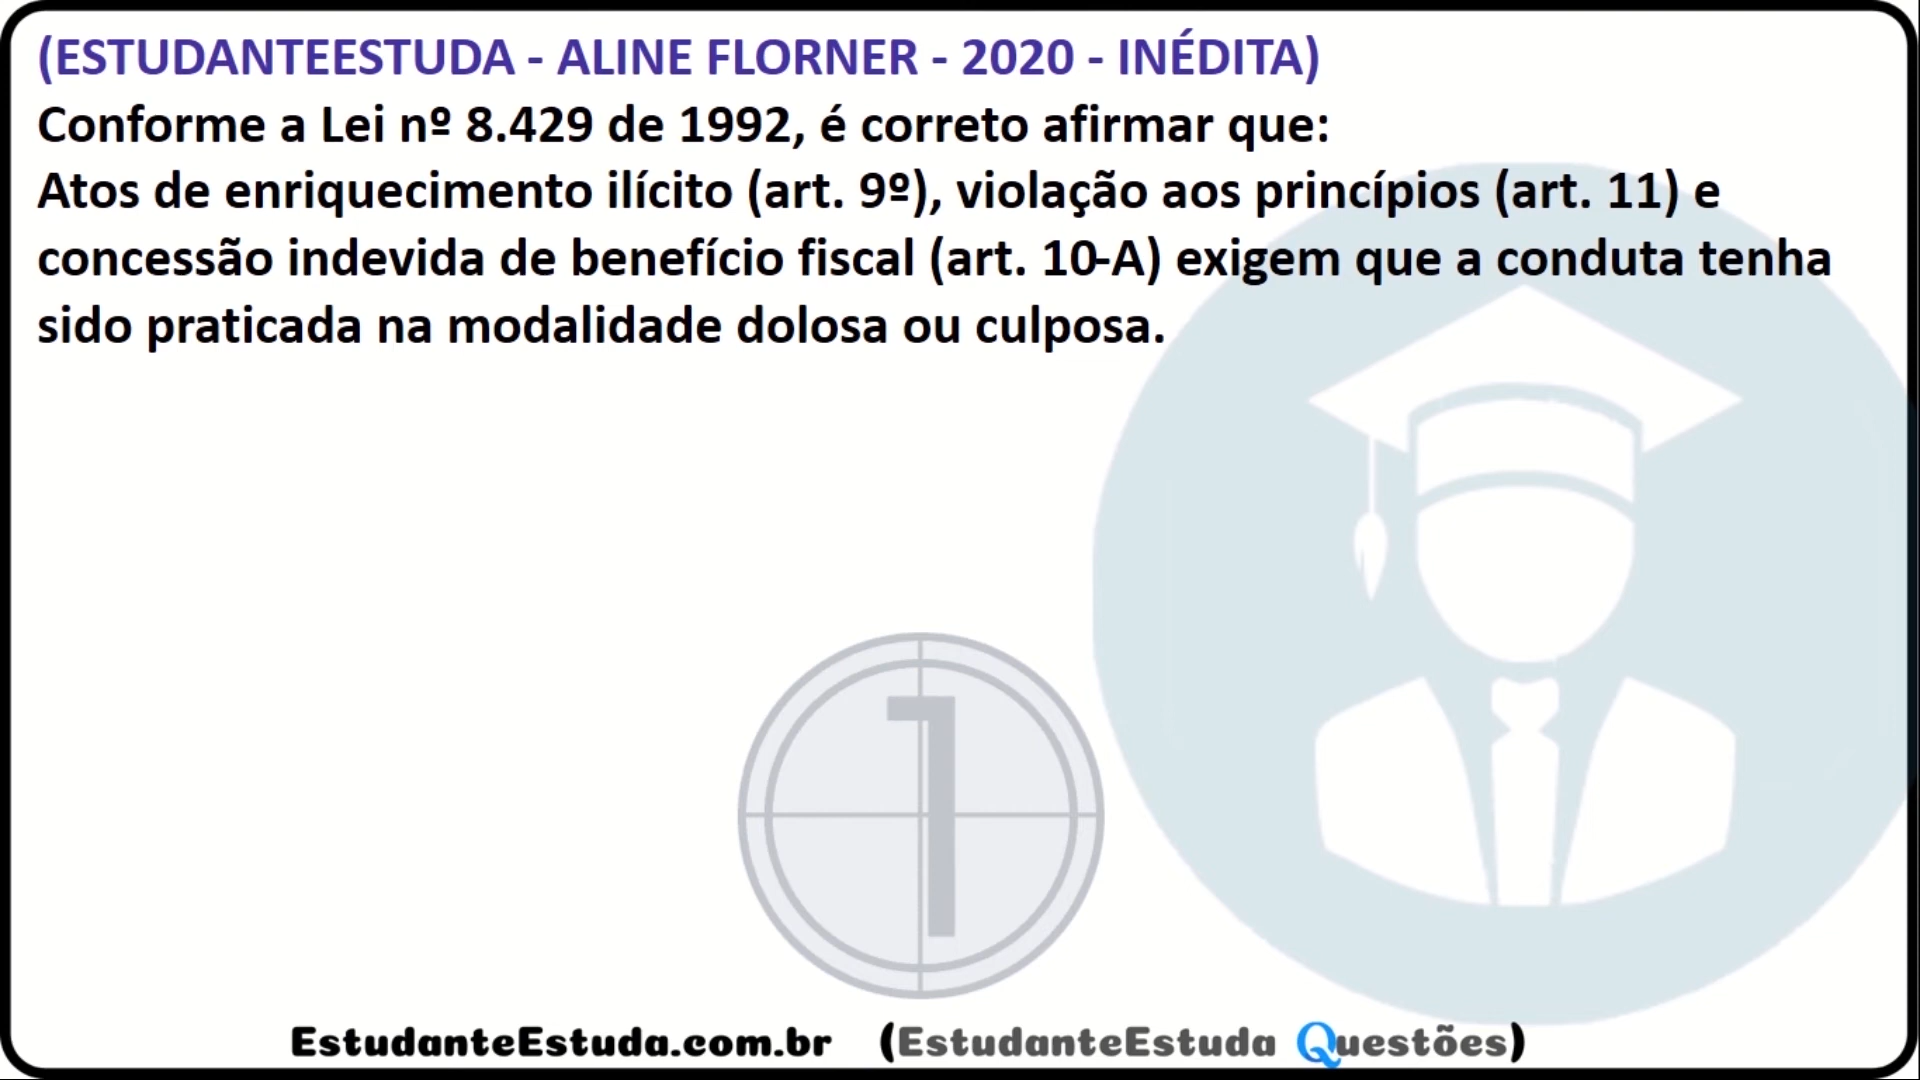 (ESTUDANTEESTUDA - ALINE FLORNER - 2020 - INÉDITA)
Conforme a Lei nº 8.429 de 1992, é correto afirmar que:
Atos de enriquecimento ilícito (art. 9º), violação aos princípios (art. 11) e
concessão indevida de benefício fiscal (art. 10-A) exigem que a conduta tenha
sido praticada na modalidade dolosa ou culposa.
1
EstudanteEstuda.com.br (EstudanteEstuda Questões)